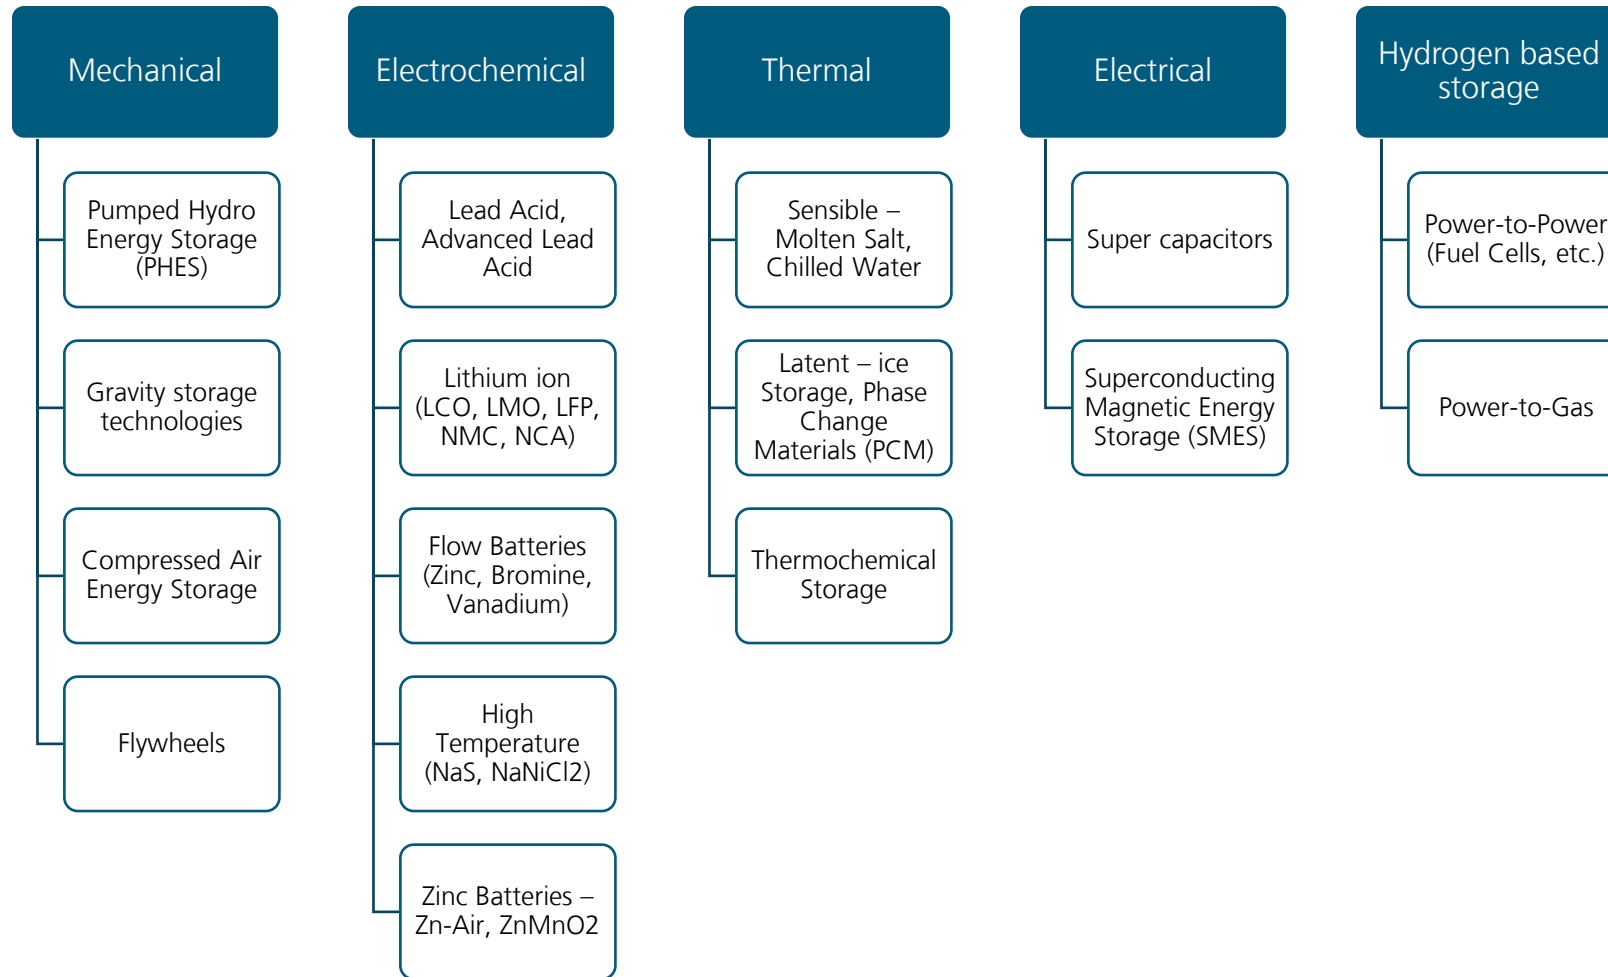 Mechanical
Pumped Hydro
Energy Storage
(PHES)
Gravity storage
technologies
Compressed Air
Energy Storage
Flywheels
Electrochemical
Lead Acid,
Advanced Lead
Acid
Lithium ion
(LCO, LMO, LFP,
NMC, NCA)
Flow Batteries
(Zinc, Bromine,
Vanadium)
High
Temperature
(NaS, NaNiCl2)
Zinc Batteries –
Zn-Air, ZnMnO2
Thermal
Sensible –
Molten Salt,
Chilled Water
Latent – ice
Storage, Phase
Change
Materials (PCM)
Thermochemical
Storage
Electrical
Super capacitors
Superconducting
Magnetic Energy
Storage (SMES)
Hydrogen based
storage
Power-to-Power
(Fuel Cells, etc.)
Power-to-Gas